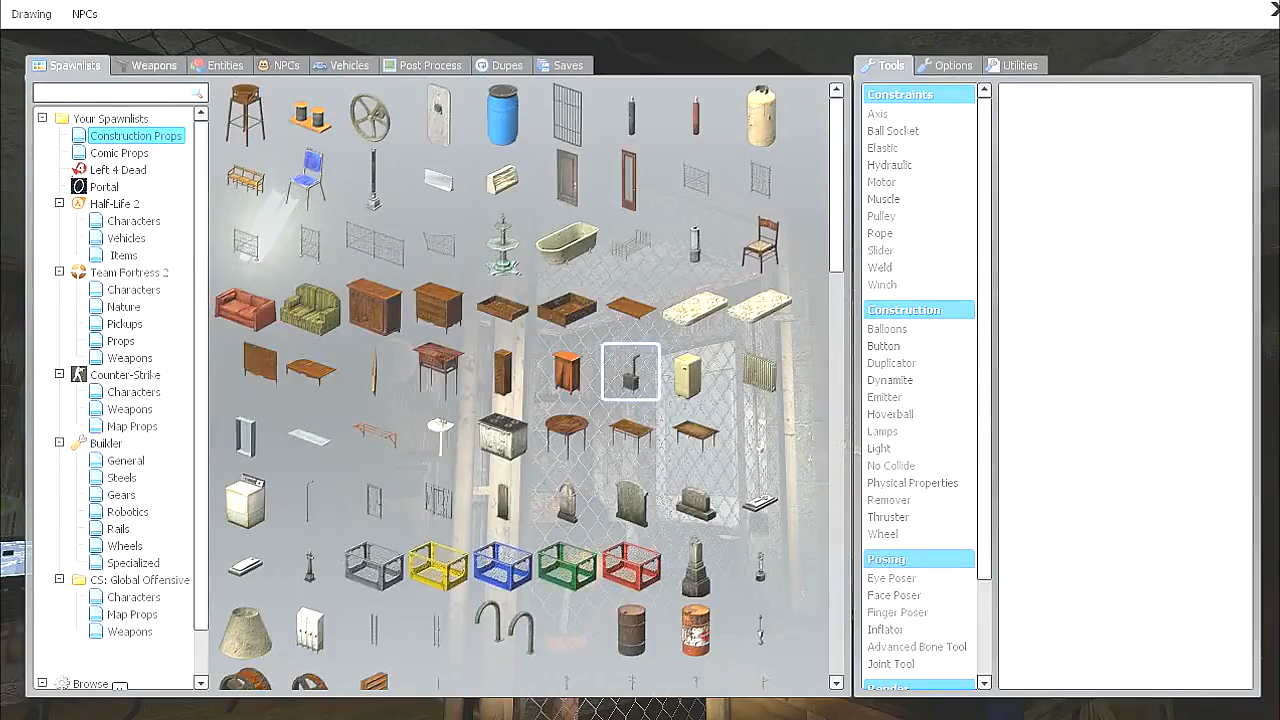 Drawing NPCs
Spawnlists Weapons Entities NPCs Vehicles Post Process Dupes Saves
Tools Options Utilities
Your Spawnlists
Construction Props
Comic Props
Left 4 Dead
Portal
Half-Life 2
Characters
Vehicles
Items
Team Fortress 2
Characters
Nature
Pickups
Props
Weapons
Counter-Strike
Characters
Weapons
Map Props
Builder
General
Steels
Gears
Robotics
Rails
Wheels
Specialized
CS: Global Offensive
Characters
Map Props
Weapons
Browse
Constraints
Axis
Ball Socket
Elastic
Hydraulic
Motor
Muscle
Pulley
Rope
Slider
Weld
Winch
Construction
Balloons
Button
Duplicator
Dynamite
Emitter
Hoverball
Lamps
Light
No Collide
Physical Properties
Remover
Thruster
Wheel
Posing
Eye Poser
Face Poser
Finger Poser
Inflator
Advanced Bone Tool
Joint Tool
Render